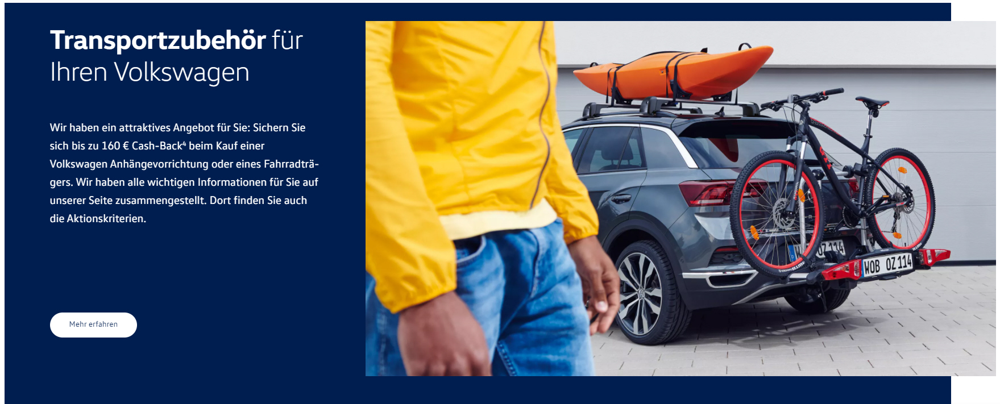 Transportzubehör für
Ihren Volkswagen
Wir haben ein attraktives Angebot für Sie: Sichern Sie
sich bis zu 160 € Cash-Back⁴ beim Kauf einer
Volkswagen Anhängevorrichtung oder eines Fahrradträ-
gers. Wir haben alle wichtigen Informationen für Sie auf
unserer Seite zusammengestellt. Dort finden Sie auch
die Aktionskriterien.
Mehr erfahren
OZ 114
WOB OZ 114